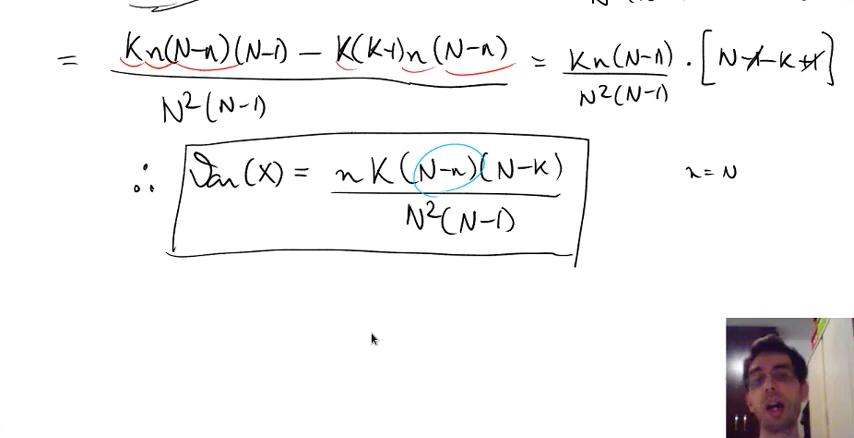 = Kn(N-n)(N-1) - K(K-1)n(N-n) / N²(N-1) = Kn(N-n) / N²(N-1) · [N-1-K+1]
∴ Var(X) = nK(N-n)(N-K) / N²(N-1)
n = N